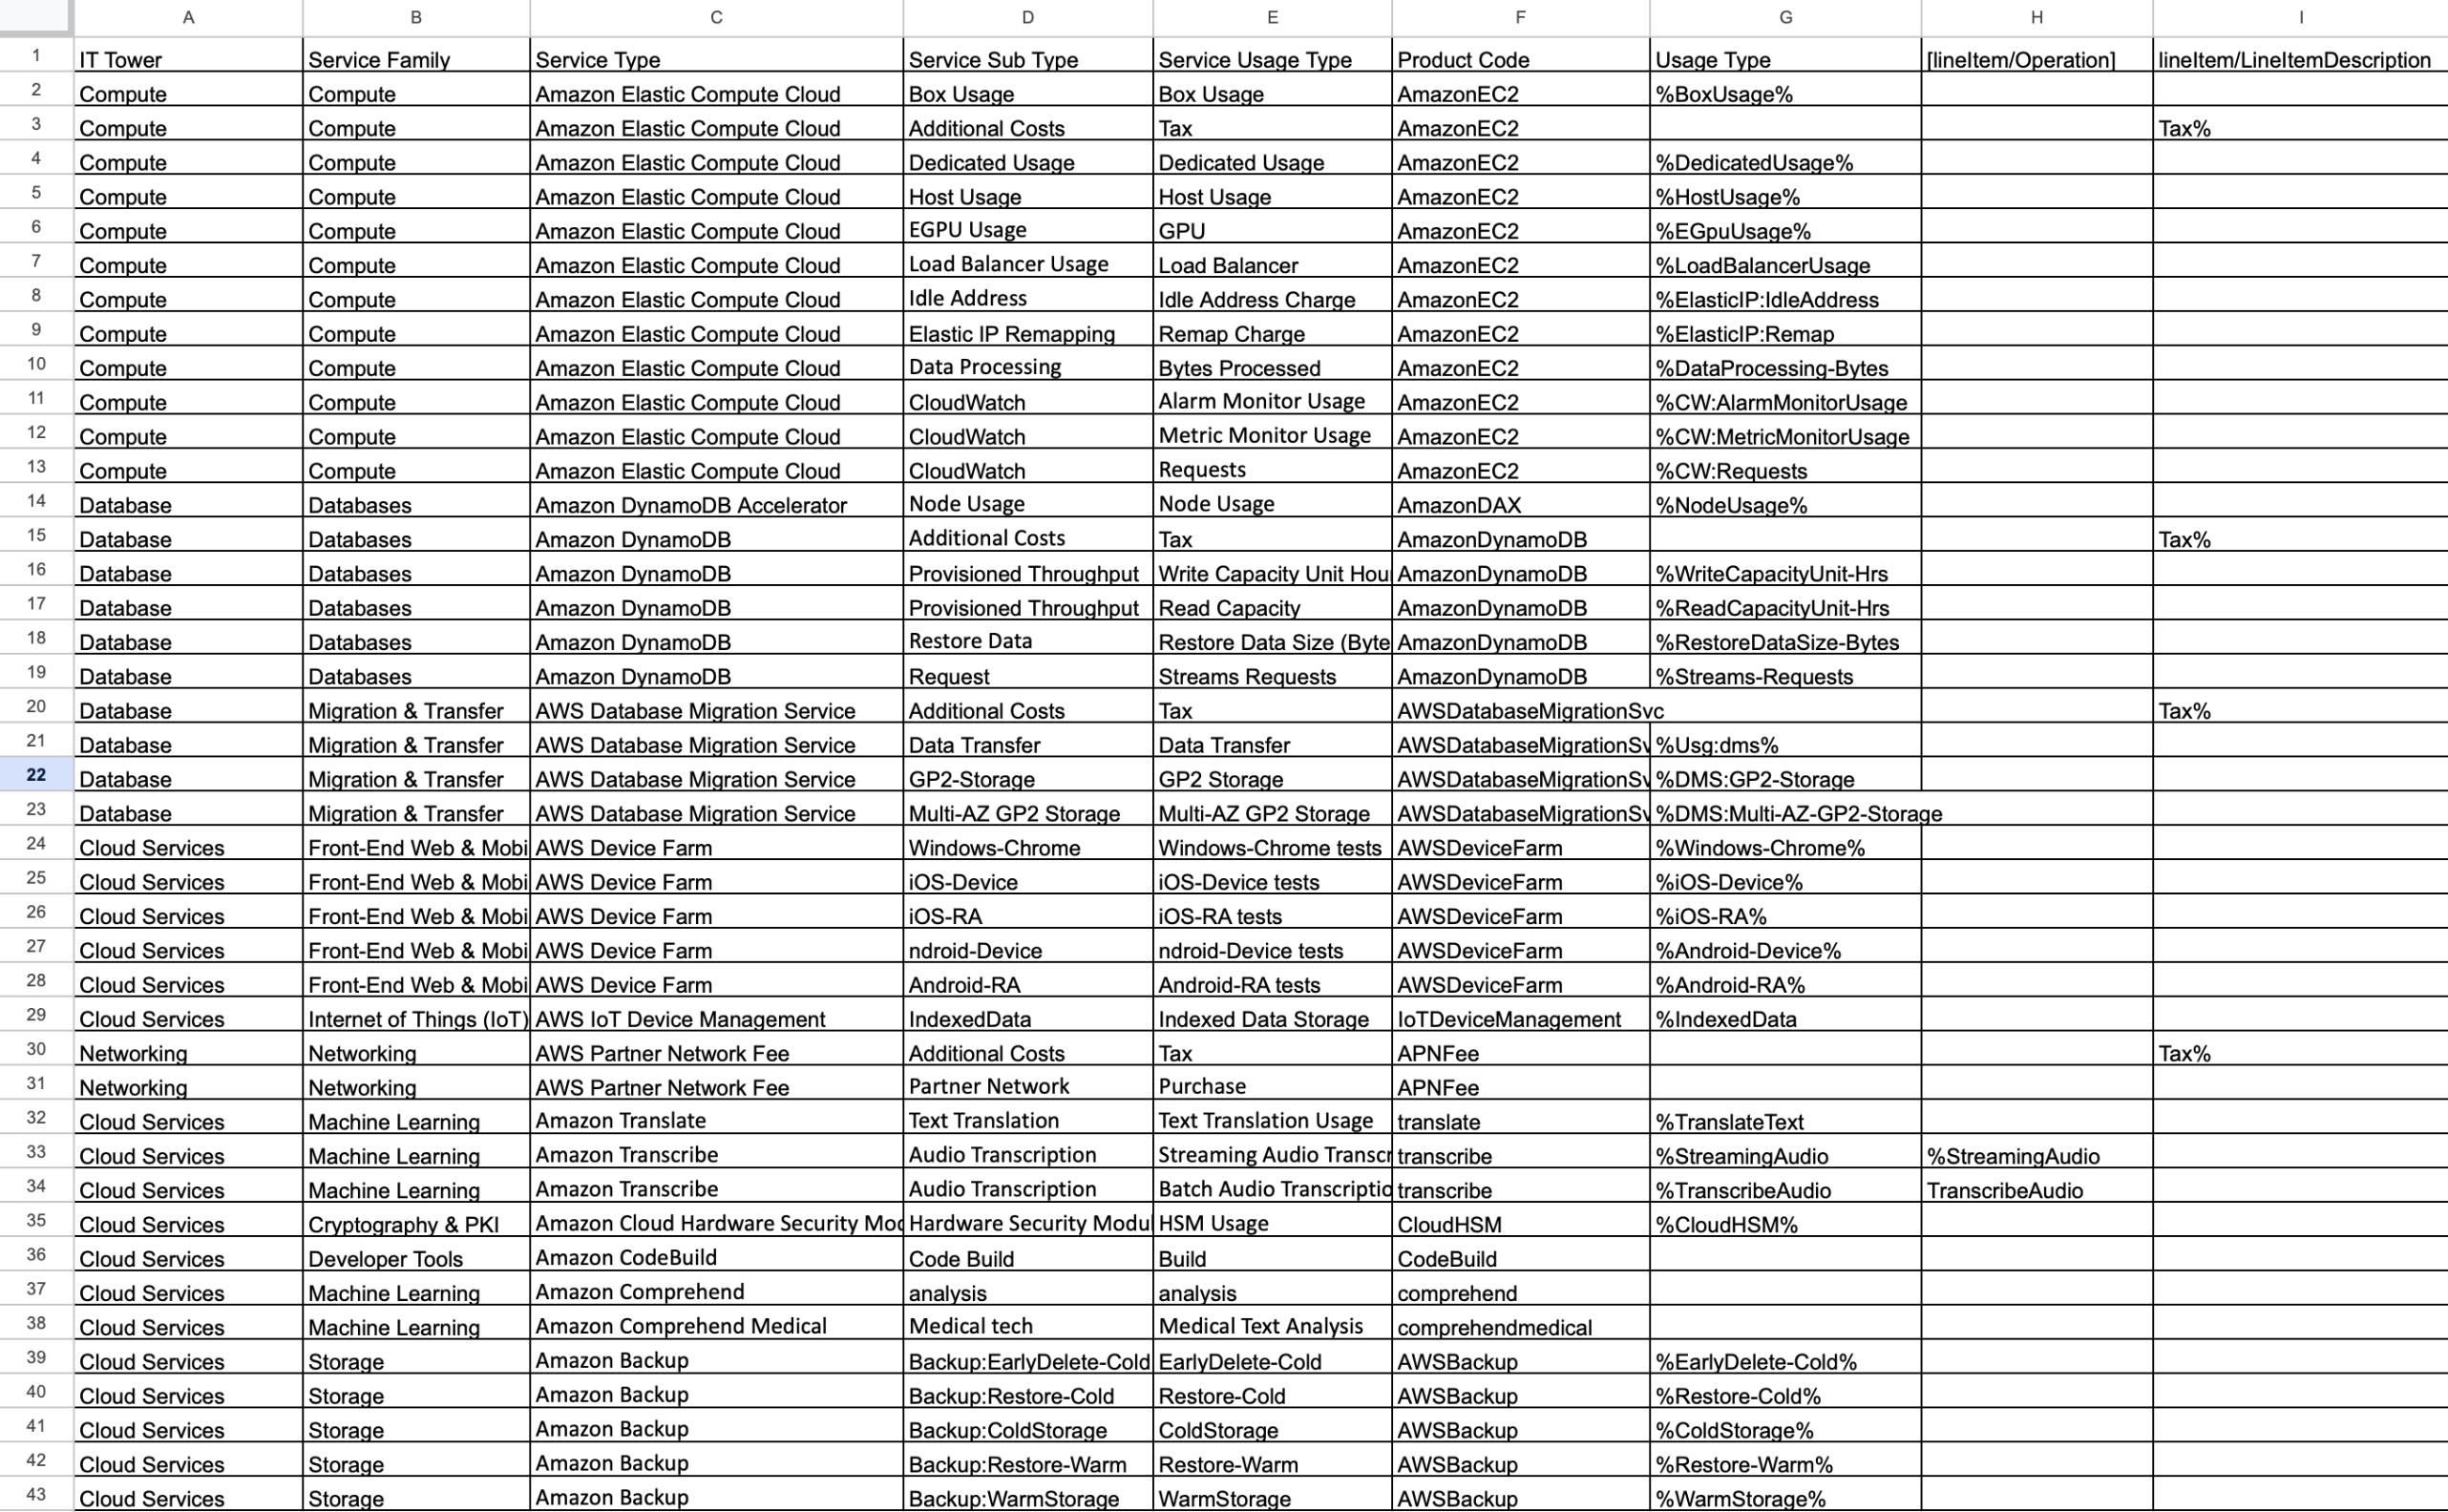 A B C D E F G H I
1 IT Tower Service Family Service Type Service Sub Type Service Usage Type Product Code Usage Type [lineItem/Operation] lineItem/LineItemDescription
2 Compute Compute Amazon Elastic Compute Cloud Box Usage Box Usage AmazonEC2 %BoxUsage%
3 Compute Compute Amazon Elastic Compute Cloud Additional Costs Tax AmazonEC2 Tax%
4 Compute Compute Amazon Elastic Compute Cloud Dedicated Usage Dedicated Usage AmazonEC2 %DedicatedUsage%
5 Compute Compute Amazon Elastic Compute Cloud Host Usage Host Usage AmazonEC2 %HostUsage%
6 Compute Compute Amazon Elastic Compute Cloud EGPU Usage GPU AmazonEC2 %EGpuUsage%
7 Compute Compute Amazon Elastic Compute Cloud Load Balancer Usage Load Balancer AmazonEC2 %LoadBalancerUsage
8 Compute Compute Amazon Elastic Compute Cloud Idle Address Idle Address Charge AmazonEC2 %ElasticIP:IdleAddress
9 Compute Compute Amazon Elastic Compute Cloud Elastic IP Remapping Remap Charge AmazonEC2 %ElasticIP:Remap
10 Compute Compute Amazon Elastic Compute Cloud Data Processing Bytes Processed AmazonEC2 %DataProcessing-Bytes
11 Compute Compute Amazon Elastic Compute Cloud CloudWatch Alarm Monitor Usage AmazonEC2 %CW:AlarmMonitorUsage
12 Compute Compute Amazon Elastic Compute Cloud CloudWatch Metric Monitor Usage AmazonEC2 %CW:MetricMonitorUsage
13 Compute Compute Amazon Elastic Compute Cloud CloudWatch Requests AmazonEC2 %CW:Requests
14 Database Databases Amazon DynamoDB Accelerator Node Usage Node Usage AmazonDAX %NodeUsage%
15 Database Databases Amazon DynamoDB Additional Costs Tax AmazonDynamoDB Tax%
16 Database Databases Amazon DynamoDB Provisioned Throughput Write Capacity Unit Hou AmazonDynamoDB %WriteCapacityUnit-Hrs
17 Database Databases Amazon DynamoDB Provisioned Throughput Read Capacity AmazonDynamoDB %ReadCapacityUnit-Hrs
18 Database Databases Amazon DynamoDB Restore Data Restore Data Size (Byte AmazonDynamoDB %RestoreDataSize-Bytes
19 Database Databases Amazon DynamoDB Request Streams Requests AmazonDynamoDB %Streams-Requests
20 Database Migration & Transfer AWS Database Migration Service Additional Costs Tax AWSDatabaseMigrationSvc Tax%
21 Database Migration & Transfer AWS Database Migration Service Data Transfer Data Transfer AWSDatabaseMigrationSv %Usg:dms%
22 Database Migration & Transfer AWS Database Migration Service GP2-Storage GP2 Storage AWSDatabaseMigrationSv %DMS:GP2-Storage
23 Database Migration & Transfer AWS Database Migration Service Multi-AZ GP2 Storage Multi-AZ GP2 Storage AWSDatabaseMigrationSv %DMS:Multi-AZ-GP2-Storage
24 Cloud Services Front-End Web & Mobi AWS Device Farm Windows-Chrome Windows-Chrome tests AWSDeviceFarm %Windows-Chrome%
25 Cloud Services Front-End Web & Mobi AWS Device Farm iOS-Device iOS-Device tests AWSDeviceFarm %iOS-Device%
26 Cloud Services Front-End Web & Mobi AWS Device Farm iOS-RA iOS-RA tests AWSDeviceFarm %iOS-RA%
27 Cloud Services Front-End Web & Mobi AWS Device Farm ndroid-Device ndroid-Device tests AWSDeviceFarm %Android-Device%
28 Cloud Services Front-End Web & Mobi AWS Device Farm Android-RA Android-RA tests AWSDeviceFarm %Android-RA%
29 Cloud Services Internet of Things (IoT) AWS IoT Device Management IndexedData Indexed Data Storage IoTDeviceManagement %IndexedData
30 Networking Networking AWS Partner Network Fee Additional Costs Tax APNFee Tax%
31 Networking Networking AWS Partner Network Fee Partner Network Purchase APNFee
32 Cloud Services Machine Learning Amazon Translate Text Translation Text Translation Usage translate %TranslateText
33 Cloud Services Machine Learning Amazon Transcribe Audio Transcription Streaming Audio Transcr transcribe %StreamingAudio %StreamingAudio
34 Cloud Services Machine Learning Amazon Transcribe Audio Transcription Batch Audio Transcriptio transcribe %TranscribeAudio TranscribeAudio
35 Cloud Services Cryptography & PKI Amazon Cloud Hardware Security Mod Hardware Security Modul HSM Usage CloudHSM %CloudHSM%
36 Cloud Services Developer Tools Amazon CodeBuild Code Build Build CodeBuild
37 Cloud Services Machine Learning Amazon Comprehend analysis analysis comprehend
38 Cloud Services Machine Learning Amazon Comprehend Medical Medical tech Medical Text Analysis comprehendmedical
39 Cloud Services Storage Amazon Backup Backup:EarlyDelete-Cold EarlyDelete-Cold AWSBackup %EarlyDelete-Cold%
40 Cloud Services Storage Amazon Backup Backup:Restore-Cold Restore-Cold AWSBackup %Restore-Cold%
41 Cloud Services Storage Amazon Backup Backup:ColdStorage ColdStorage AWSBackup %ColdStorage%
42 Cloud Services Storage Amazon Backup Backup:Restore-Warm Restore-Warm AWSBackup %Restore-Warm%
43 Cloud Services Storage Amazon Backup Backup:WarmStorage WarmStorage AWSBackup %WarmStorage%